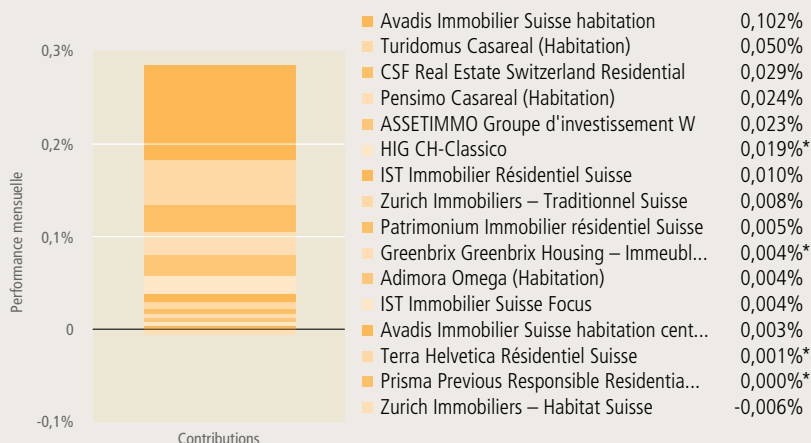 Avadis Immobilier Suisse habitation 0,102%
Turidomus Casareal (Habitation) 0,050%
CSF Real Estate Switzerland Residential 0,029%
Pensimo Casareal (Habitation) 0,024%
ASSETIMMO Groupe d'investissement W 0,023%
HIG CH-Classico 0,019%*
IST Immobilier Résidentiel Suisse 0,010%
Zurich Immobiliers – Traditionnel Suisse 0,008%
Patrimonium Immobilier résidentiel Suisse 0,005%
Greenbrix Greenbrix Housing – Immeubl... 0,004%*
Adimora Omega (Habitation) 0,004%
IST Immobilier Suisse Focus 0,004%
Avadis Immobilier Suisse habitation cent... 0,003%
Terra Helvetica Résidentiel Suisse 0,001%*
Prisma Previous Responsible Residentia... 0,000%*
Zurich Immobiliers – Habitat Suisse -0,006%
Performance mensuelle
0,3%
0,2%
0,1%
0
-0,1%
Contributions